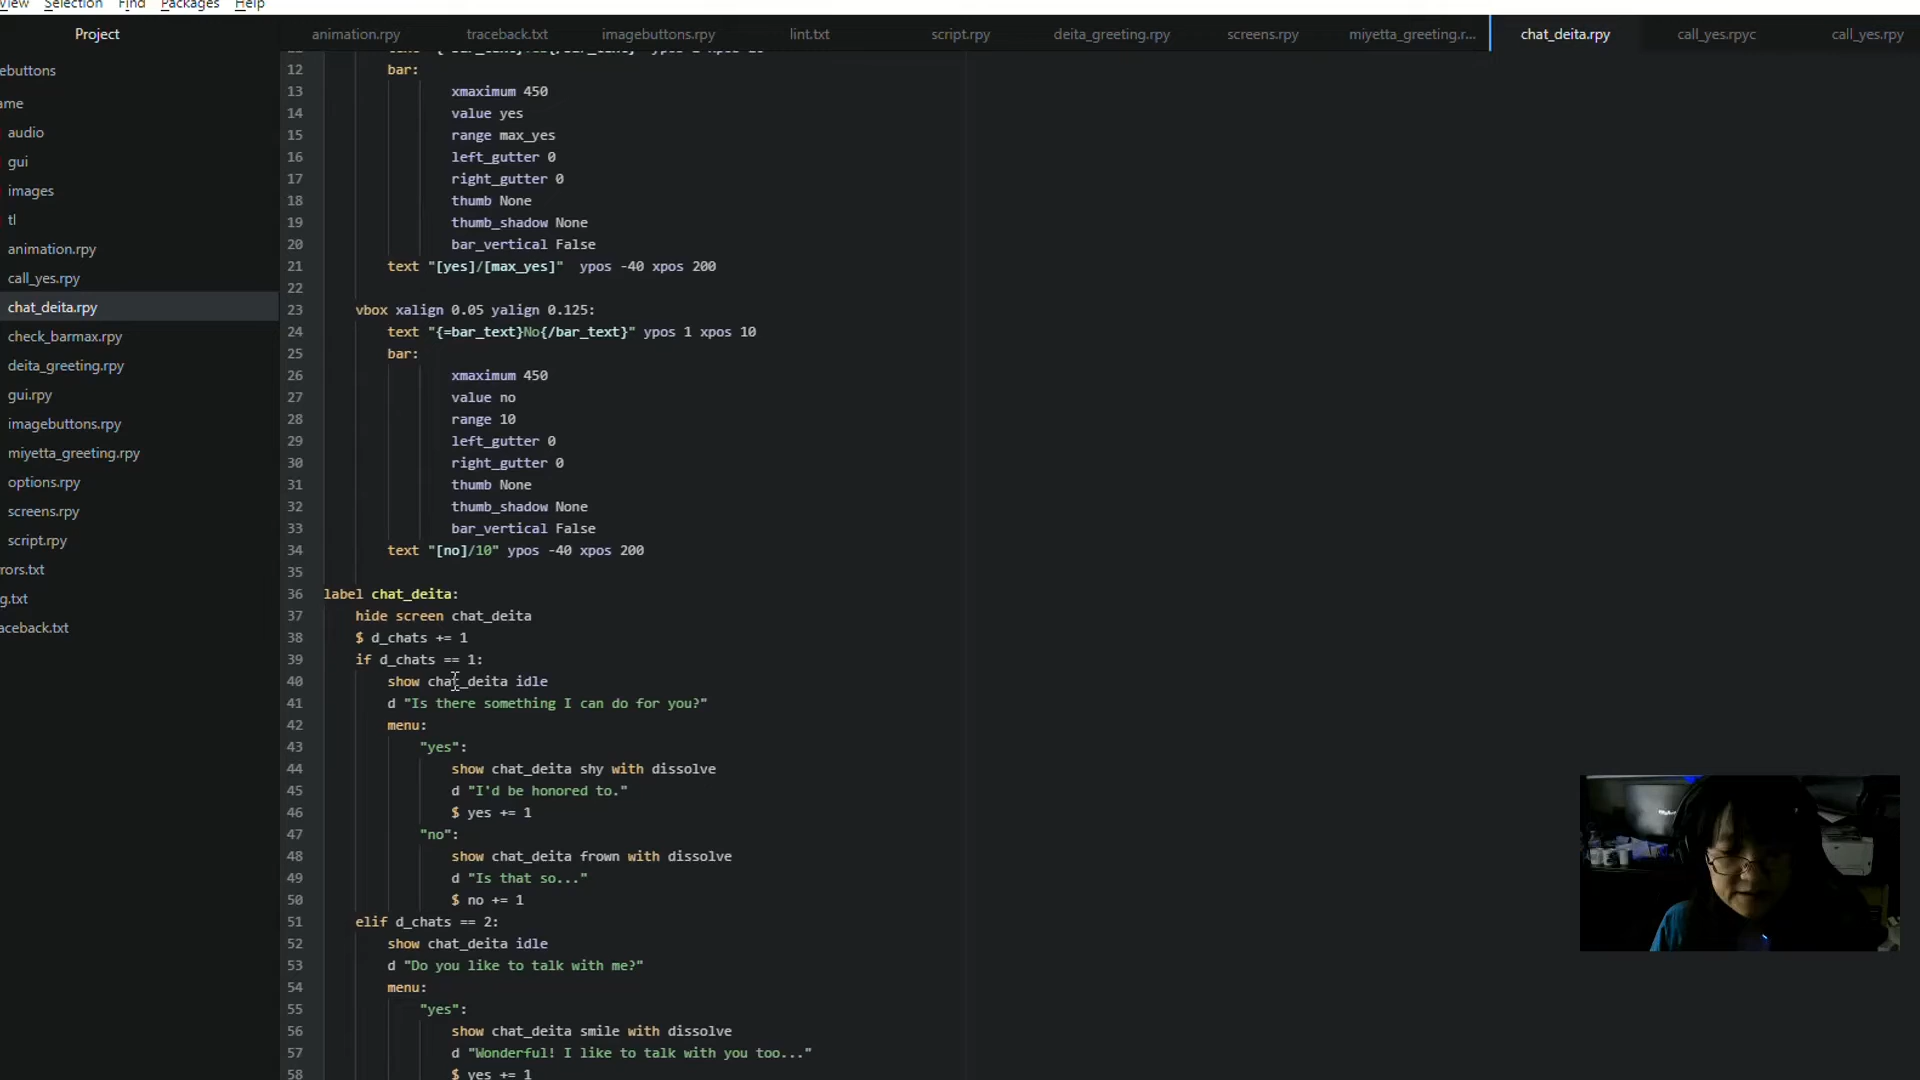 View Selection Find Packages Help
Project
animation.rpy traceback.txt imagebuttons.rpy lint.txt script.rpy deita_greeting.rpy screens.rpy miyetta_greeting.r... chat_deita.rpy call_yes.rpyc call_yes.rpy
ebuttons
ame
audio
gui
images
tl
animation.rpy
call_yes.rpy
chat_deita.rpy
check_barmax.rpy
deita_greeting.rpy
gui.rpy
imagebuttons.rpy
miyetta_greeting.rpy
options.rpy
screens.rpy
script.rpy
rors.txt
g.txt
aceback.txt
12 bar:
13 xmaximum 450
14 value yes
15 range max_yes
16 left_gutter 0
17 right_gutter 0
18 thumb None
19 thumb_shadow None
20 bar_vertical False
21 text "[yes]/[max_yes]" ypos -40 xpos 200
22
23 vbox xalign 0.05 yalign 0.125:
24 text "{=bar_text}No{/bar_text}" ypos 1 xpos 10
25 bar:
26 xmaximum 450
27 value no
28 range 10
29 left_gutter 0
30 right_gutter 0
31 thumb None
32 thumb_shadow None
33 bar_vertical False
34 text "[no]/10" ypos -40 xpos 200
35
36 label chat_deita:
37 hide screen chat_deita
38 $ d_chats += 1
39 if d_chats == 1:
40 show chat_deita idle
41 d "Is there something I can do for you?"
42 menu:
43 "yes":
44 show chat_deita shy with dissolve
45 d "I'd be honored to."
46 $ yes += 1
47 "no":
48 show chat_deita frown with dissolve
49 d "Is that so..."
50 $ no += 1
51 elif d_chats == 2:
52 show chat_deita idle
53 d "Do you like to talk with me?"
54 menu:
55 "yes":
56 show chat_deita smile with dissolve
57 d "Wonderful! I like to talk with you too..."
58 $ yes += 1